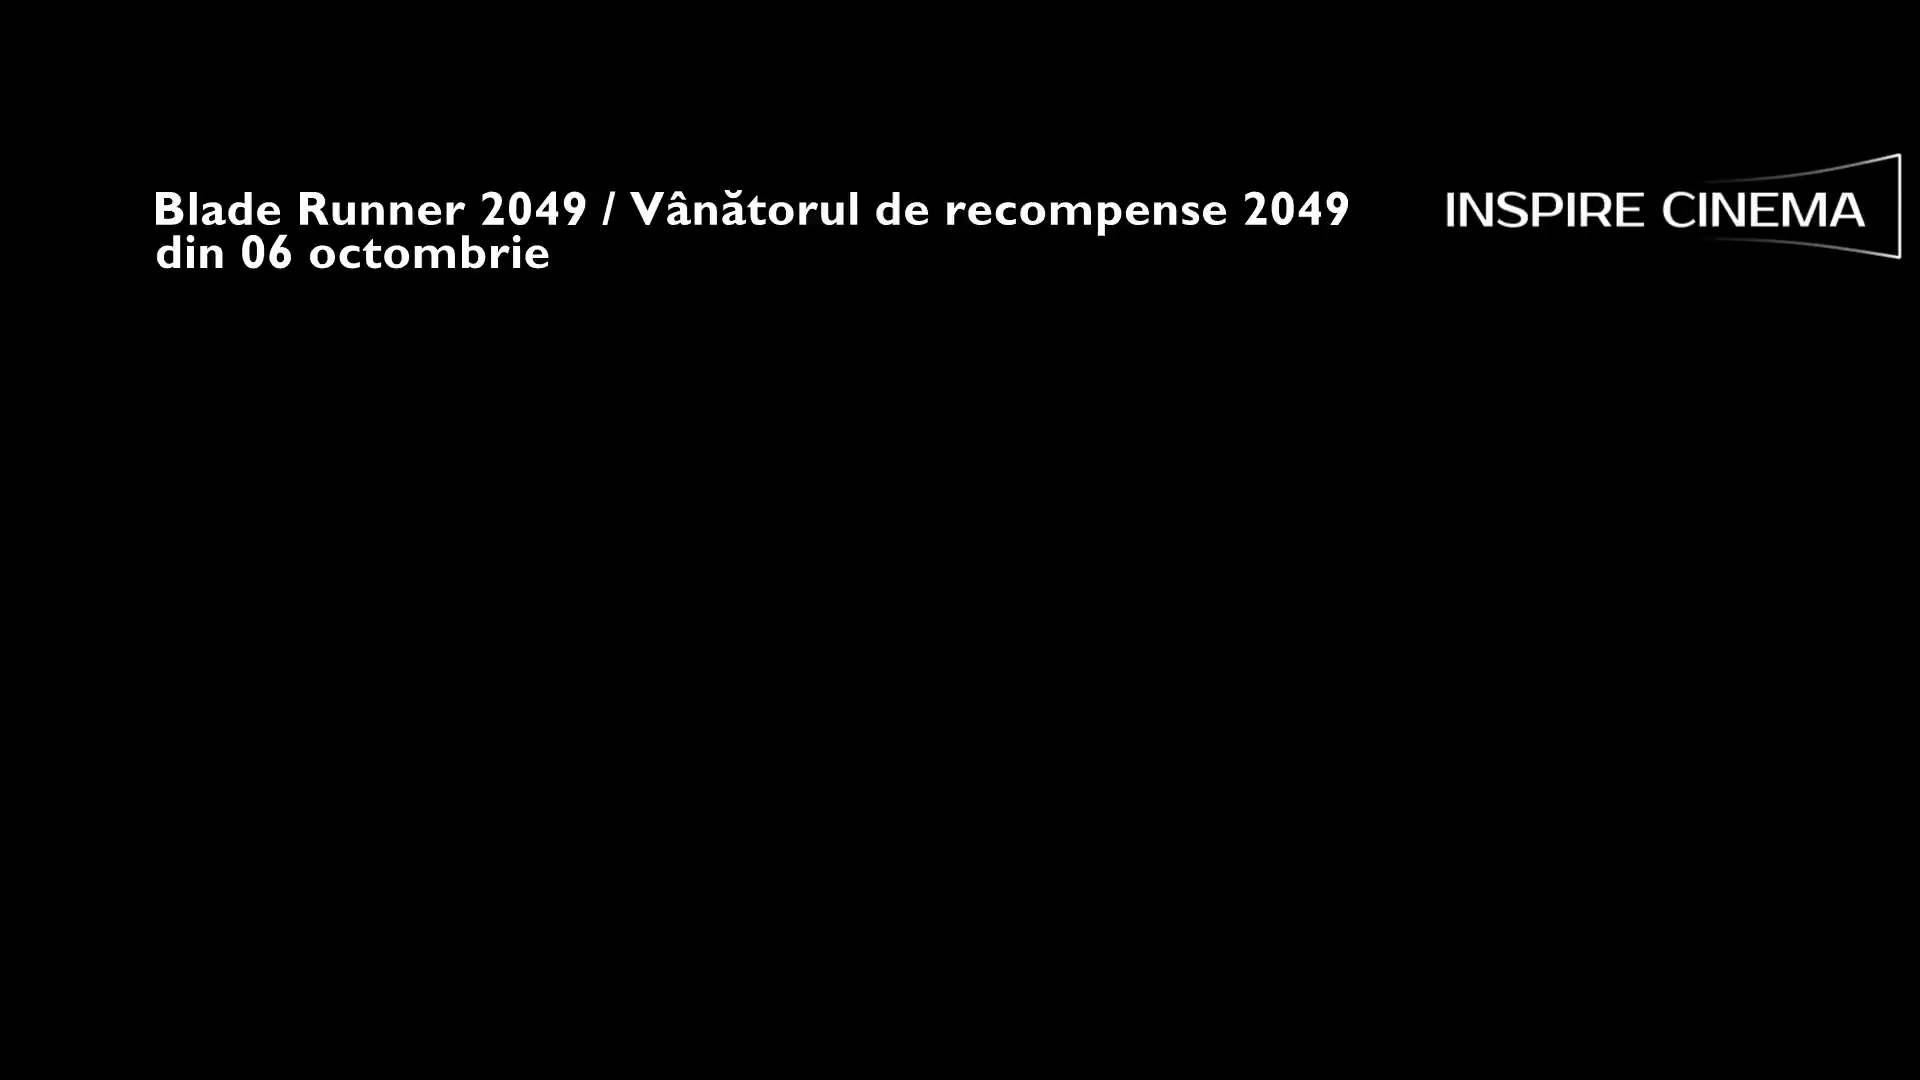 Blade Runner 2049 / Vânătorul de recompense 2049
din 06 octombrie
INSPIRE CINEMA